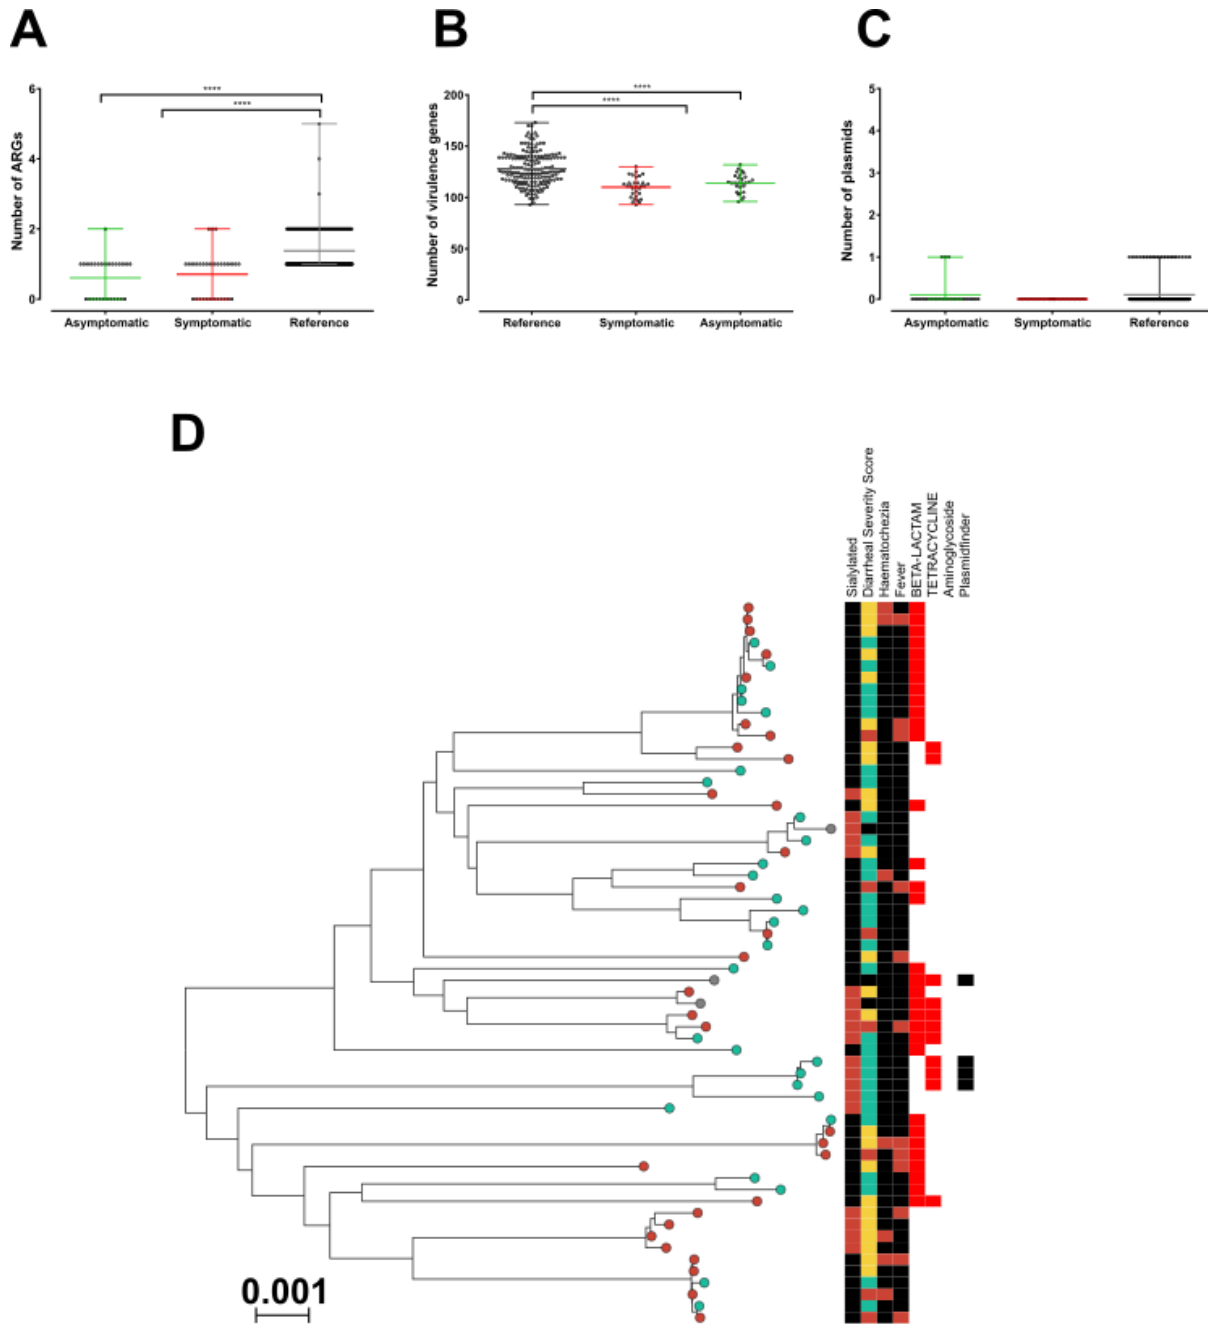 A
B
C
Number of ARGs
6
4
2
0
****
****
Asymptomatic
Symptomatic
Reference
Number of virulence genes
200
150
100
50
0
****
****
Reference
Symptomatic
Asymptomatic
Number of plasmids
5
4
3
2
1
0
Asymptomatic
Symptomatic
Reference
D
Sialylated
Diarrheal Severity Score
Haematochezia
Fever
BETA-LACTAM
TETRACYCLINE
Aminoglycoside
Plasmidfinder
0.001